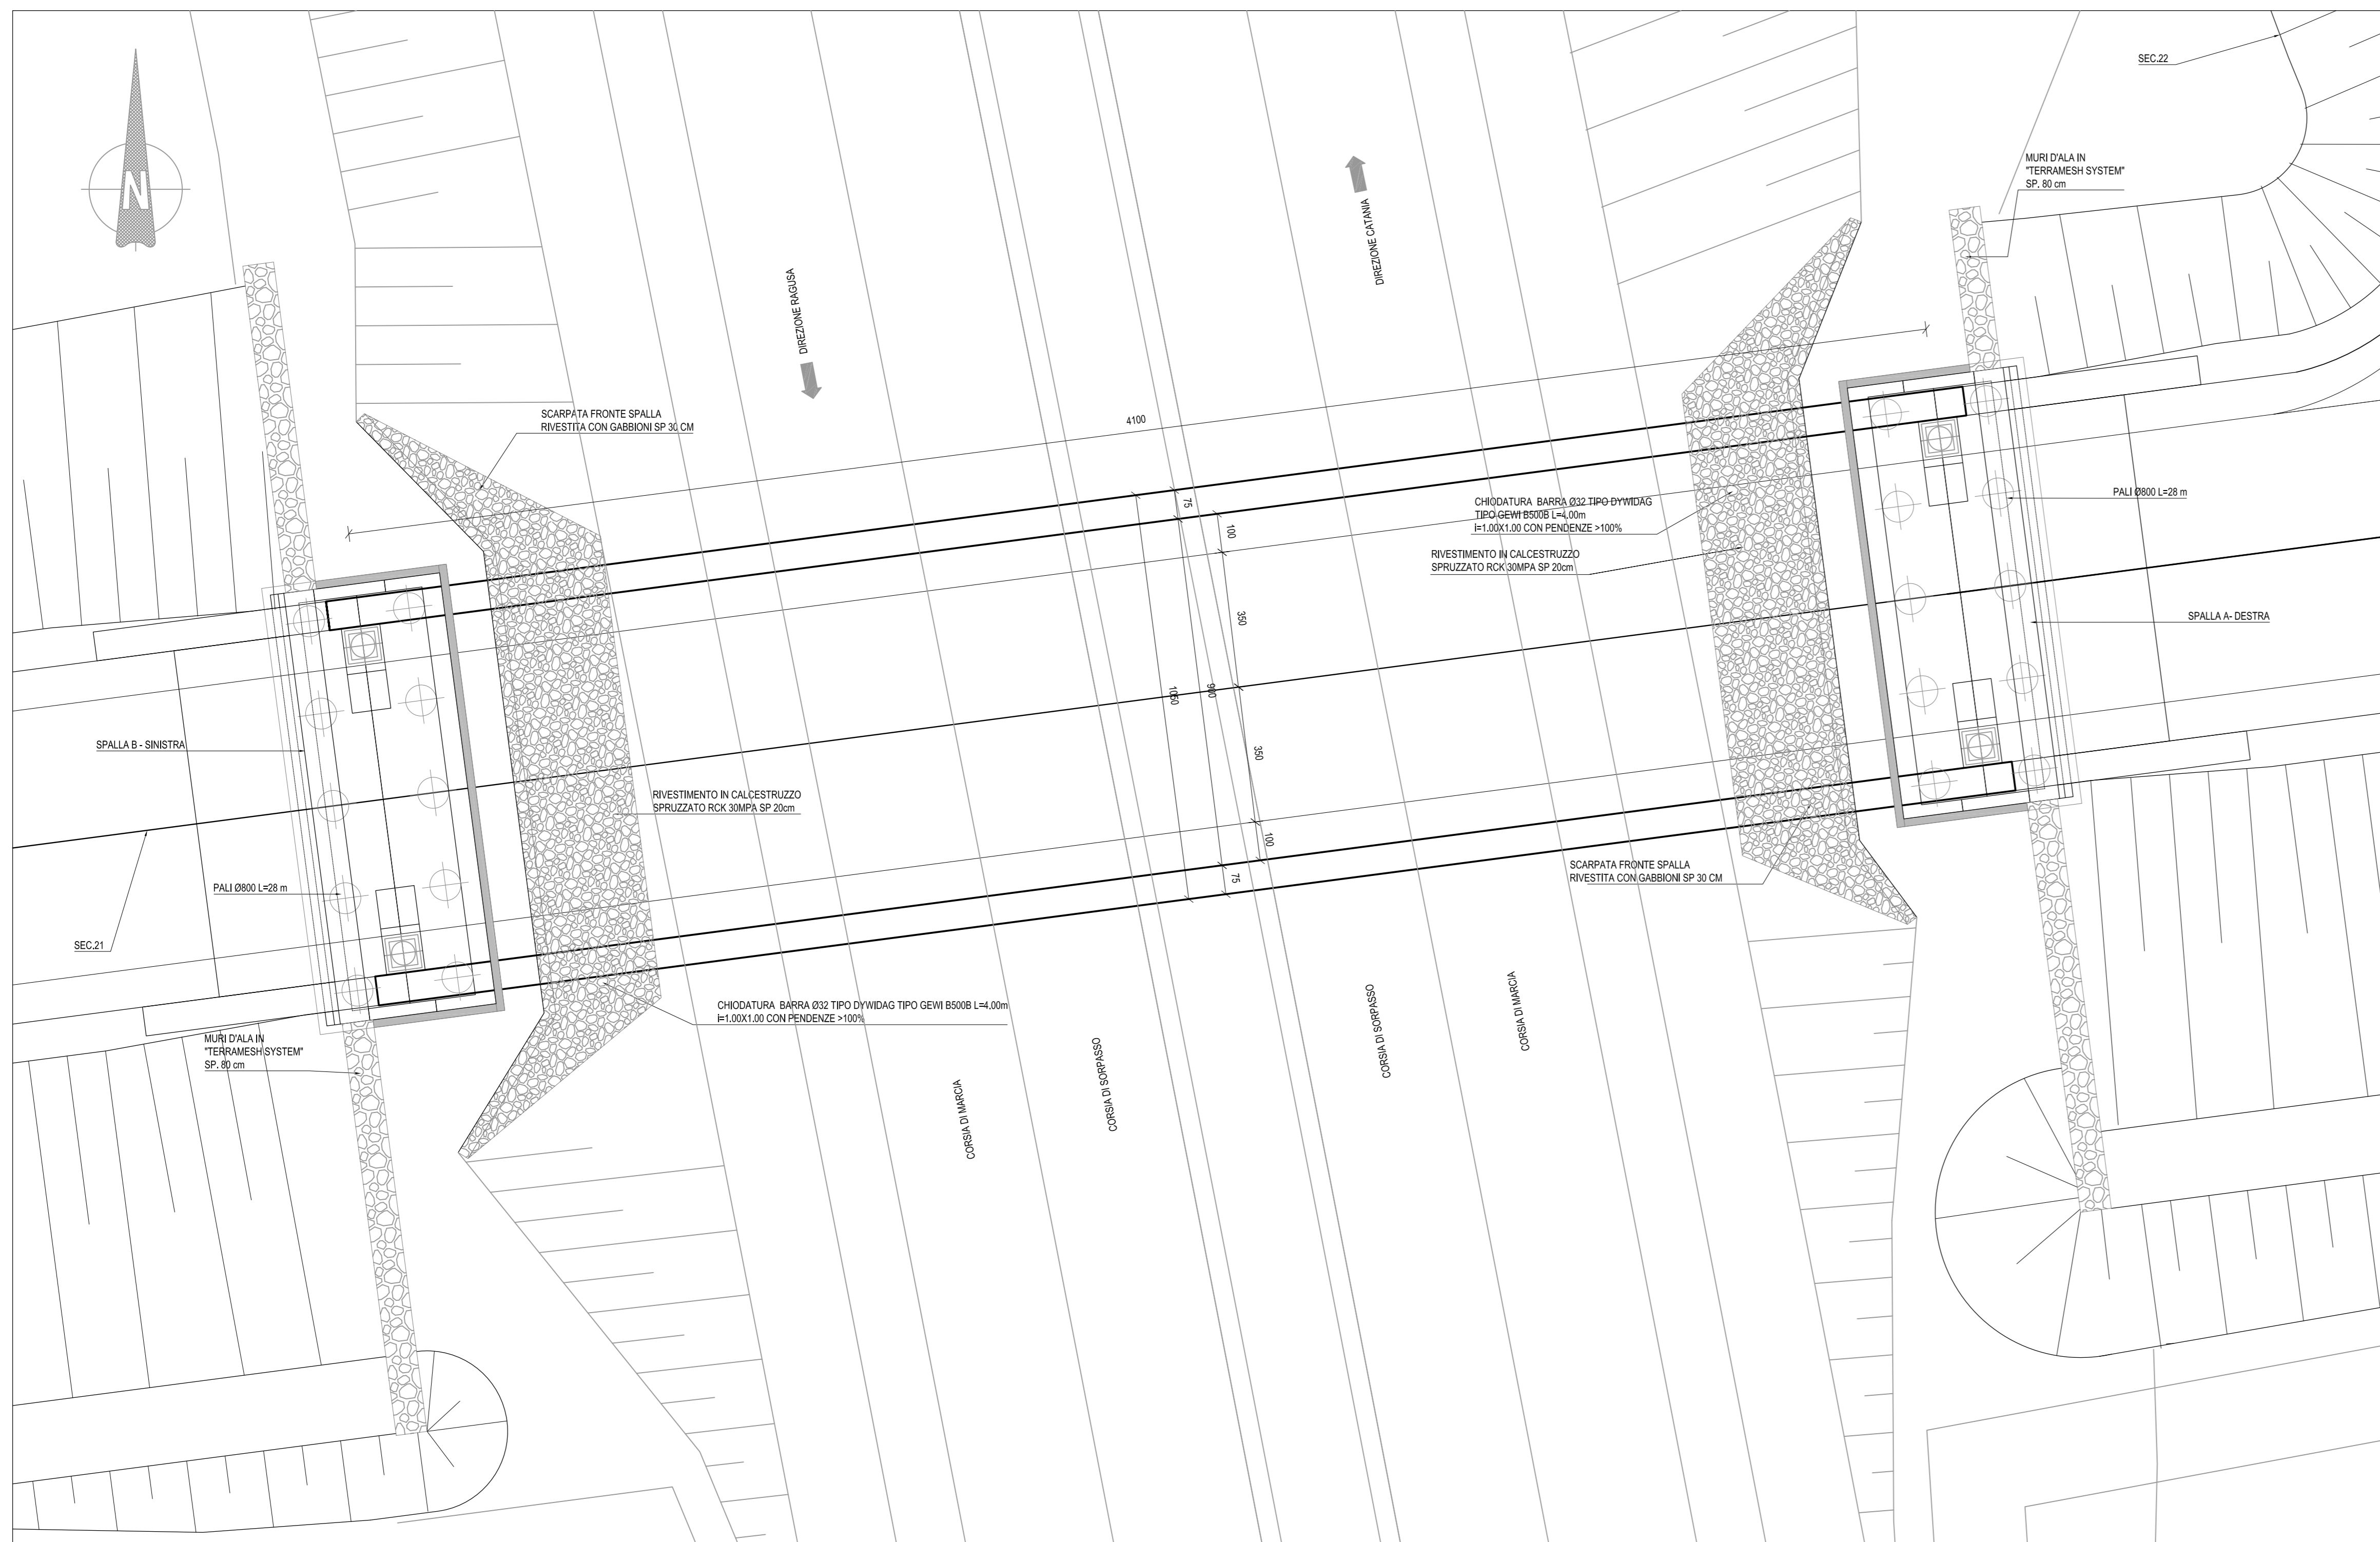 N
SEC.22
MURI D'ALA IN
"TERRAMESH SYSTEM"
SP. 80 cm
DIREZIONE CATANIA
DIREZIONE RAGUSA
SCARPATA FRONTE SPALLA
RIVESTITA CON GABBIONI SP 30 CM
4100
75
100
CHIODATURA BARRA Ø32 TIPO DYWIDAG
TIPO GEWI B500B L=4,00m
i=1.00X1.00 CON PENDENZE >100%
PALI Ø800 L=28 m
RIVESTIMENTO IN CALCESTRUZZO
SPRUZZATO RCK 30MPA SP 20cm
350
SPALLA A- DESTRA
1050
900
SPALLA B - SINISTRA
350
RIVESTIMENTO IN CALCESTRUZZO
SPRUZZATO RCK 30MPA SP 20cm
100
75
SCARPATA FRONTE SPALLA
RIVESTITA CON GABBIONI SP 30 CM
PALI Ø800 L=28 m
SEC.21
CHIODATURA BARRA Ø32 TIPO DYWIDAG TIPO GEWI B500B L=4,00m
i=1.00X1.00 CON PENDENZE >100%
MURI D'ALA IN
"TERRAMESH SYSTEM"
SP. 80 cm
CORSIA DI MARCIA
CORSIA DI SORPASSO
CORSIA DI SORPASSO
CORSIA DI MARCIA